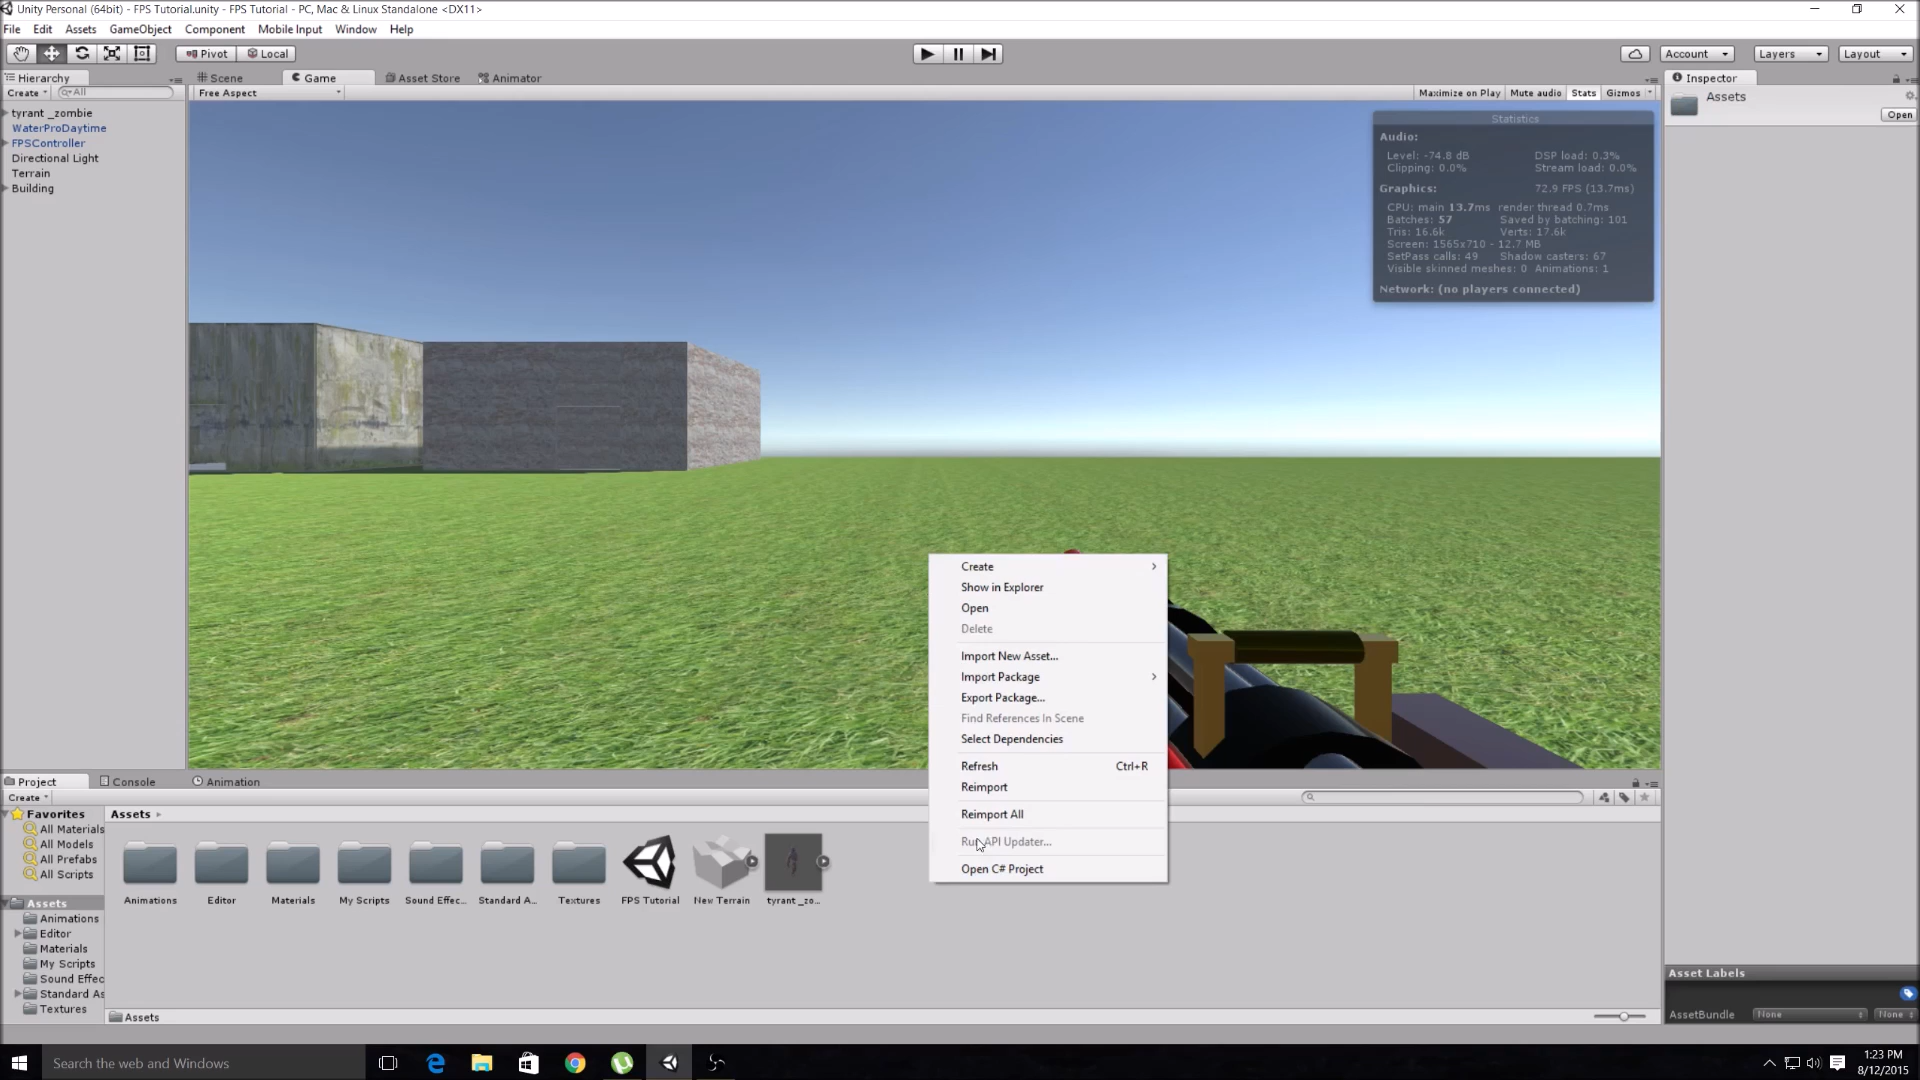 Unity Personal (64bit) - FPS Tutorial.unity - FPS Tutorial - PC, Mac & Linux Standalone <DX11>
File Edit Assets GameObject Component Mobile Input Window Help
Pivot Local Account Layers Layout
Hierarchy
Create All
tyrant _zombie
WaterProDaytime
FPSController
Directional Light
Terrain
Building
Scene Game Asset Store Animator
Free Aspect Maximize on Play Mute audio Stats Gizmos
Statistics
Audio:
Level: -74.8 dB DSP load: 0.3%
Clipping: 0.0% Stream load: 0.0%
Graphics: 72.9 FPS (13.7ms)
CPU: main 13.7ms render thread 0.7ms
Batches: 57 Saved by batching: 101
Tris: 16.6k Verts: 17.6k
Screen: 1565x710 - 12.7 MB
SetPass calls: 49 Shadow casters: 67
Visible skinned meshes: 0 Animations: 1
Network: (no players connected)
Inspector
Assets
Open
Create
Show in Explorer
Open
Delete
Import New Asset...
Import Package
Export Package...
Find References In Scene
Select Dependencies
Refresh Ctrl+R
Reimport
Reimport All
Run API Updater...
Open C# Project
Project Console Animation
Create
Favorites
All Materials
All Models
All Prefabs
All Scripts
Assets
Animations
Editor
Materials
My Scripts
Sound Effec
Standard As
Textures
Assets
Animations Editor Materials My Scripts Sound Effec... Standard A... Textures FPS Tutorial New Terrain tyrant _zo...
Assets
Asset Labels
AssetBundle None None
Search the web and Windows
1:23 PM
8/12/2015